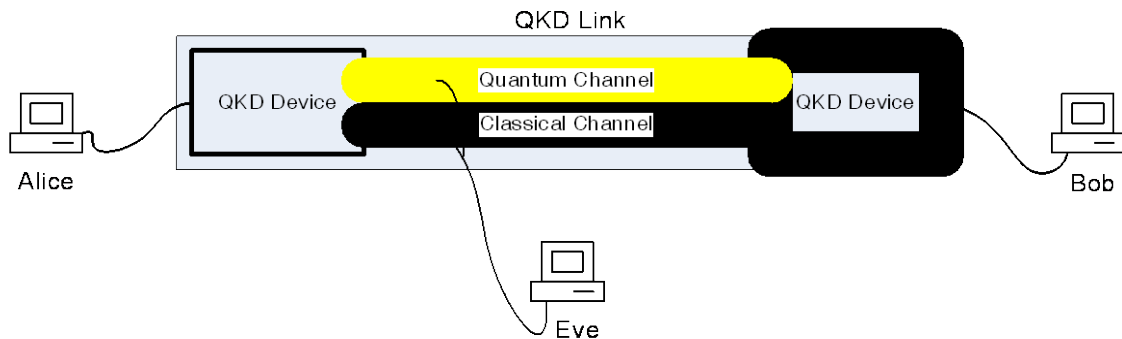 QKD Link
Quantum Channel
QKD Device
QKD Device
Classical Channel
Alice
Bob
Eve